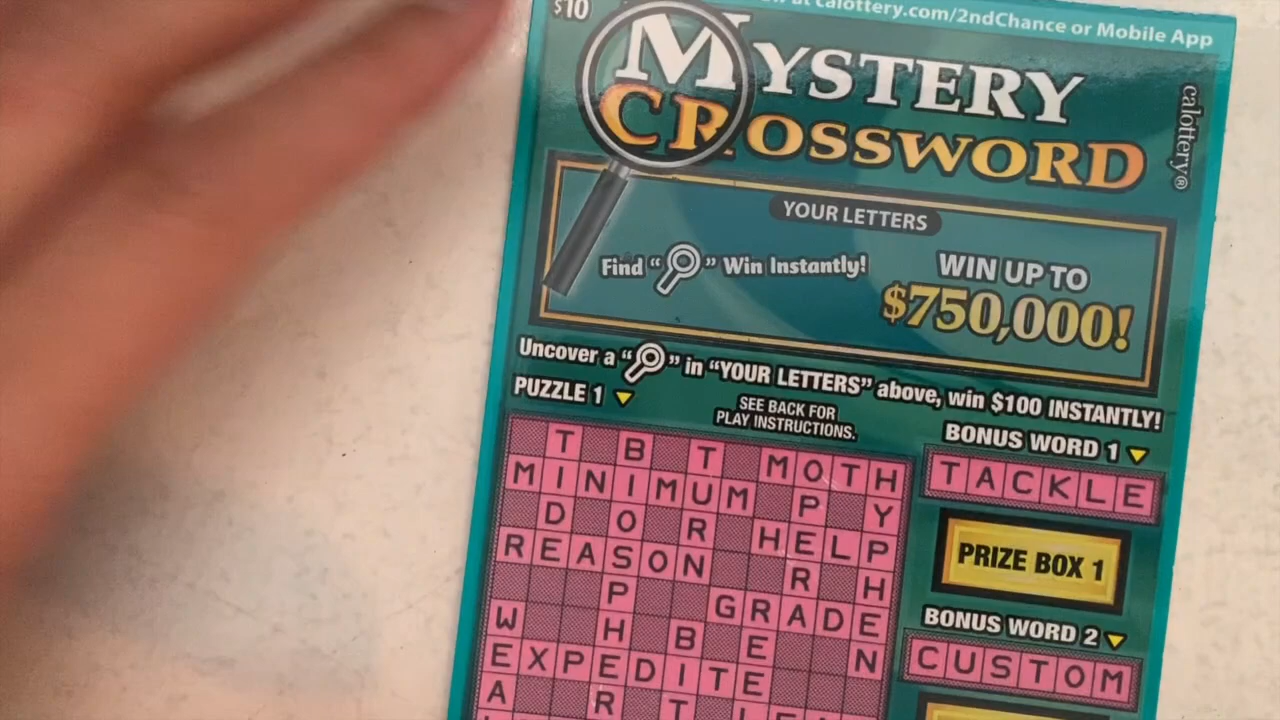 calottery.com/2ndChance or Mobile App
$10
MYSTERY
CROSSWORD
calottery®
YOUR LETTERS
Find “ ” Win Instantly!
WIN UP TO
$750,000!
Uncover a “ ” in “YOUR LETTERS” above, win $100 INSTANTLY!
PUZZLE 1
SEE BACK FOR
PLAY INSTRUCTIONS.
BONUS WORD 1
TACKLE
PRIZE BOX 1
BONUS WORD 2
CUSTOM
T B T MOTH
MINIMUM P Y
D O R HELP
REASON R H
P GRADE
W H B E N
EXPEDITE
A R T